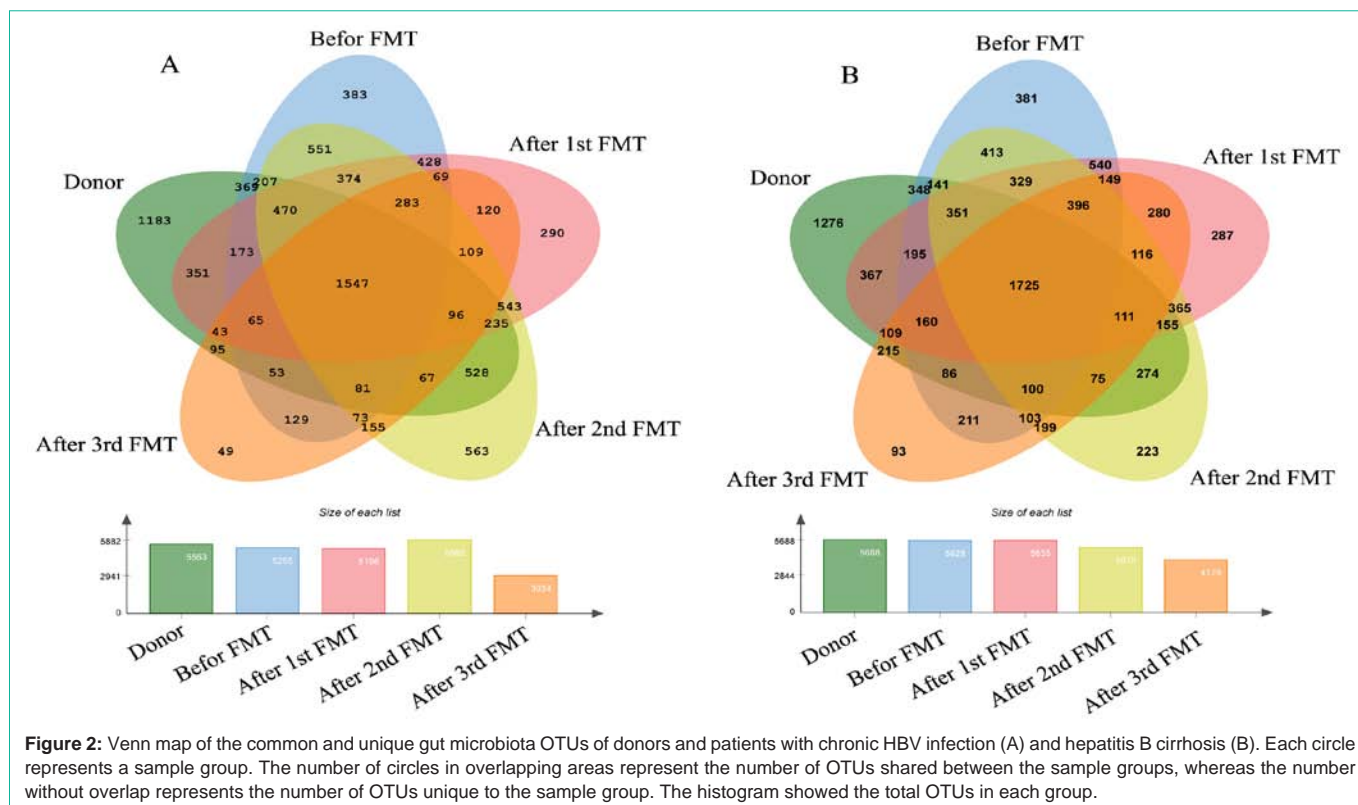 A
Befor FMT
383
After 1st FMT
551
428
69
Donor
369
207
374
283
120
290
1183
470
173
109
351
1547
543
235
96
65
43
95
53
81
67
528
129
73
155
After 2nd FMT
After 3rd FMT
49
563
Size of each list
5882
2941
0
5563
5265
5196
Donor
Befor FMT
After 1st FMT
After 2nd FMT
After 3rd FMT
B
Befor FMT
381
After 1st FMT
413
540
149
Donor
348
141
329
396
280
287
1276
351
195
116
367
1725
365
155
111
160
109
215
86
100
75
274
211
103
199
After 2nd FMT
After 3rd FMT
93
223
Size of each list
5688
2844
0
5688
Donor
Befor FMT
After 1st FMT
After 2nd FMT
After 3rd FMT
Figure 2: Venn map of the common and unique gut microbiota OTUs of donors and patients with chronic HBV infection (A) and hepatitis B cirrhosis (B). Each circle
represents a sample group. The number of circles in overlapping areas represent the number of OTUs shared between the sample groups, whereas the number
without overlap represents the number of OTUs unique to the sample group. The histogram showed the total OTUs in each group.